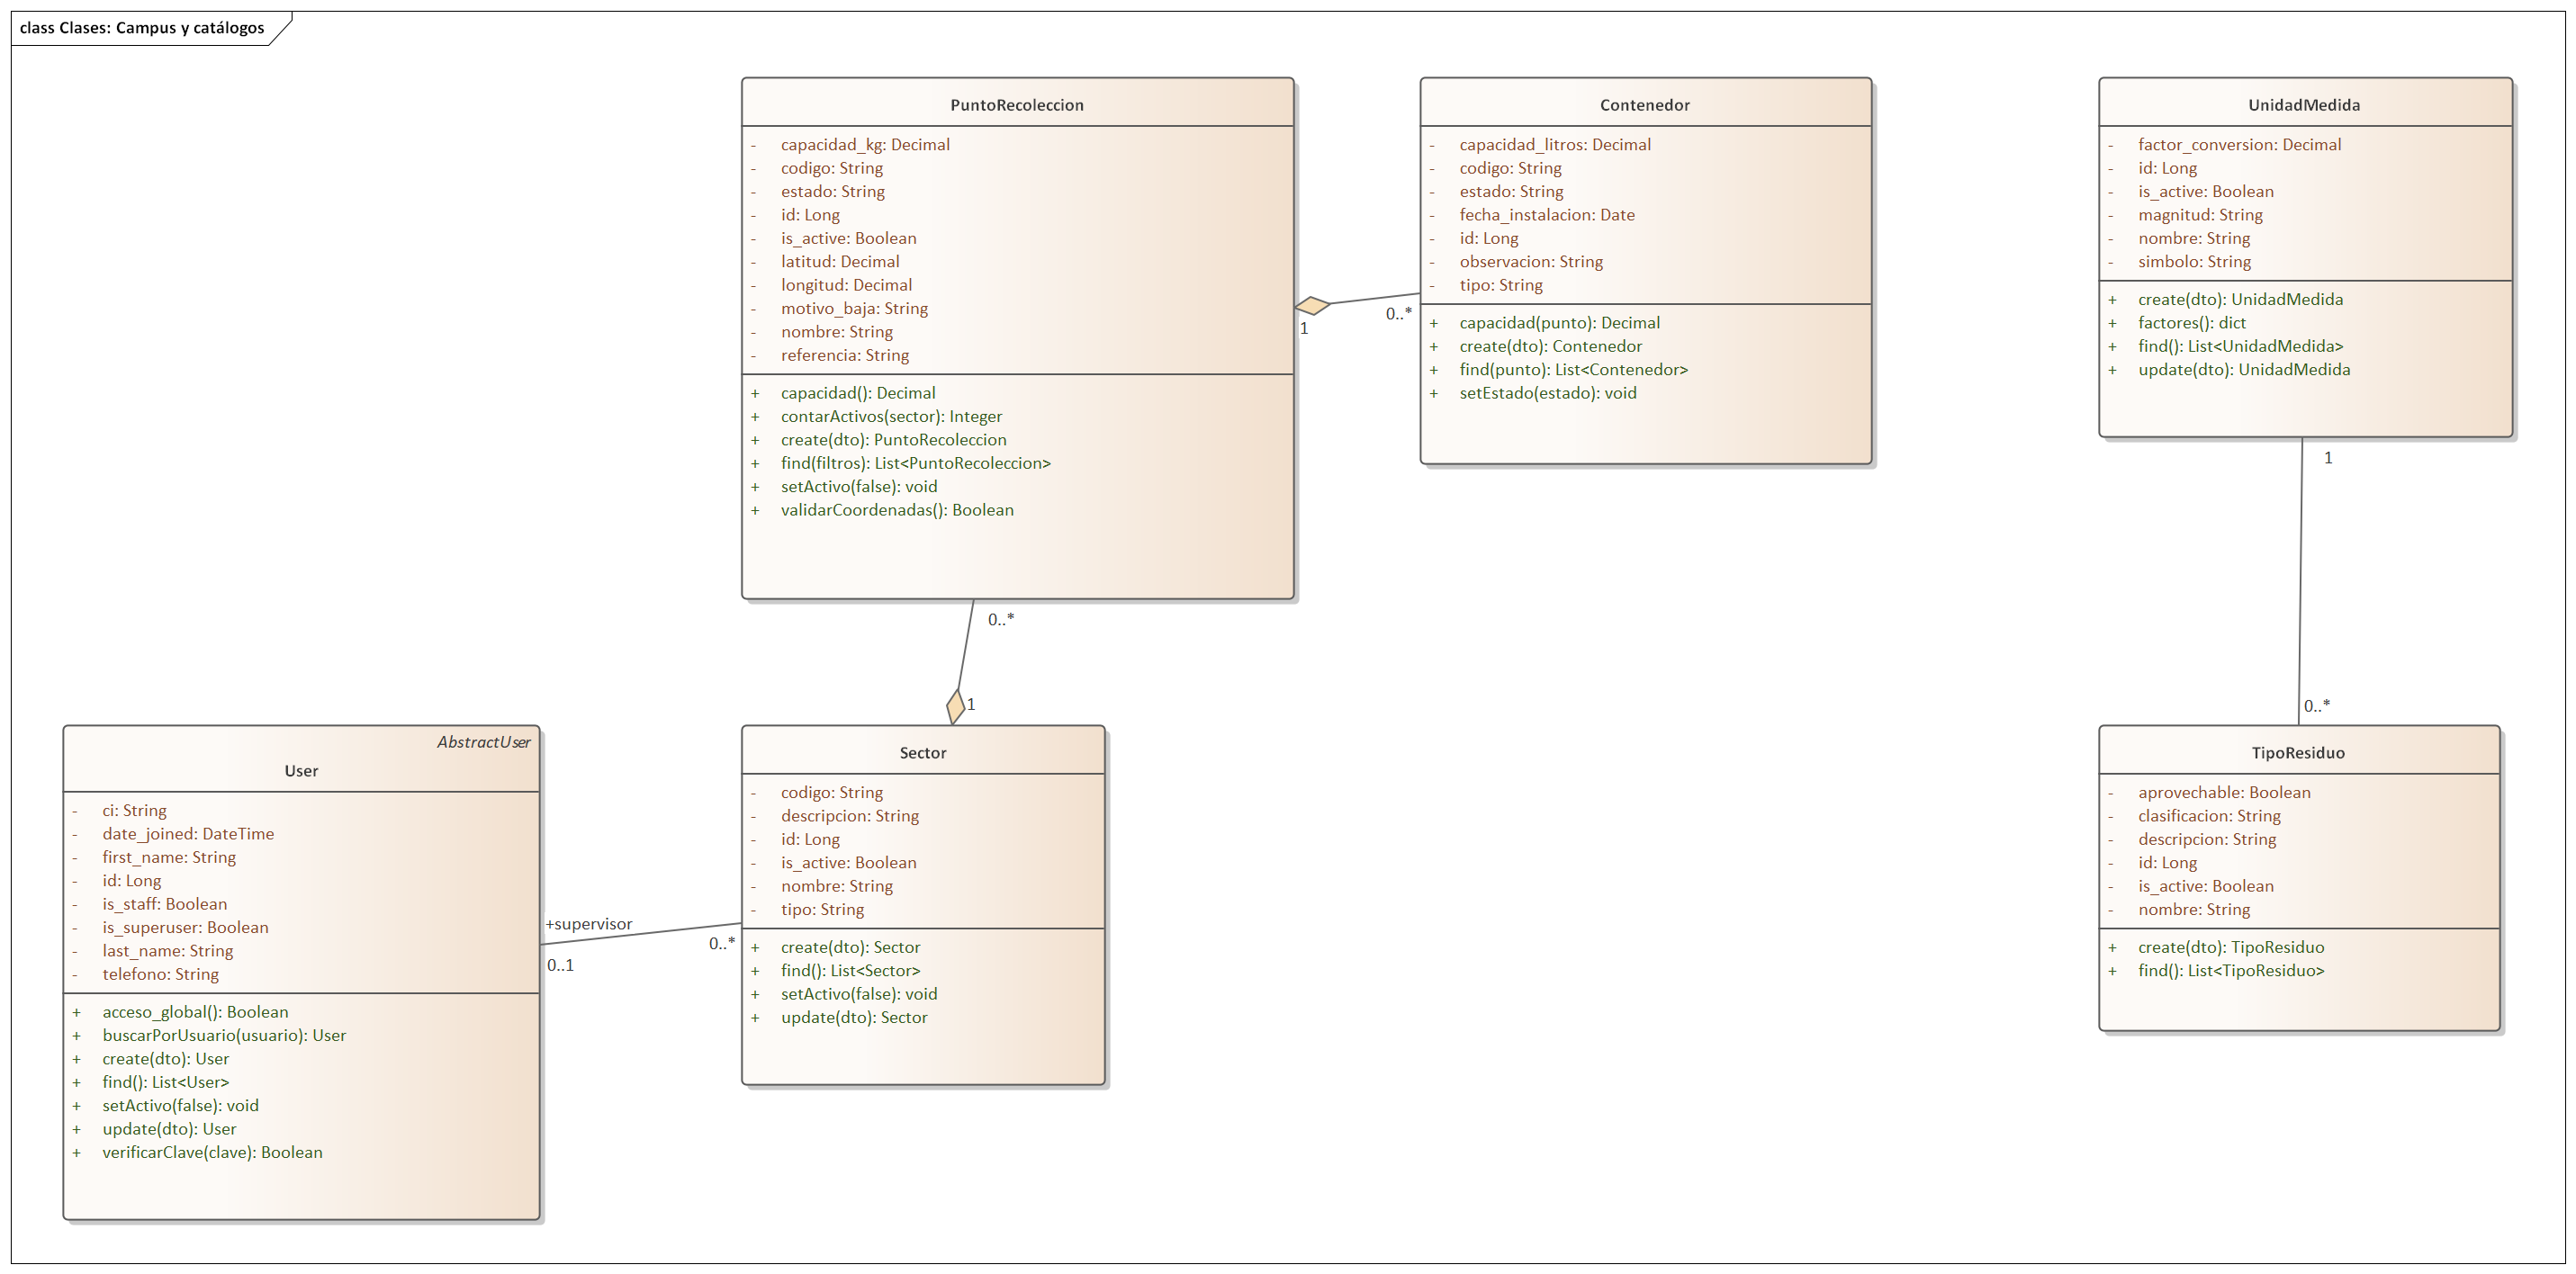 class Clases: Campus y catálogos
PuntoRecoleccion
- capacidad_kg: Decimal
- codigo: String
- estado: String
- id: Long
- is_active: Boolean
- latitud: Decimal
- longitud: Decimal
- motivo_baja: String
- nombre: String
- referencia: String
+ capacidad(): Decimal
+ contarActivos(sector): Integer
+ create(dto): PuntoRecoleccion
+ find(filtros): List<PuntoRecoleccion>
+ setActivo(false): void
+ validarCoordenadas(): Boolean
1
0..*
Contenedor
- capacidad_litros: Decimal
- codigo: String
- estado: String
- fecha_instalacion: Date
- id: Long
- observacion: String
- tipo: String
+ capacidad(punto): Decimal
+ create(dto): Contenedor
+ find(punto): List<Contenedor>
+ setEstado(estado): void
UnidadMedida
- factor_conversion: Decimal
- id: Long
- is_active: Boolean
- magnitud: String
- nombre: String
- simbolo: String
+ create(dto): UnidadMedida
+ factores(): dict
+ find(): List<UnidadMedida>
+ update(dto): UnidadMedida
1
0..*
0..*
1
AbstractUser
User
- ci: String
- date_joined: DateTime
- first_name: String
- id: Long
- is_staff: Boolean
- is_superuser: Boolean
- last_name: String
- telefono: String
+ acceso_global(): Boolean
+ buscarPorUsuario(usuario): User
+ create(dto): User
+ find(): List<User>
+ setActivo(false): void
+ update(dto): User
+ verificarClave(clave): Boolean
+supervisor
0..1
0..*
Sector
- codigo: String
- descripcion: String
- id: Long
- is_active: Boolean
- nombre: String
- tipo: String
+ create(dto): Sector
+ find(): List<Sector>
+ setActivo(false): void
+ update(dto): Sector
TipoResiduo
- aprovechable: Boolean
- clasificacion: String
- descripcion: String
- id: Long
- is_active: Boolean
- nombre: String
+ create(dto): TipoResiduo
+ find(): List<TipoResiduo>